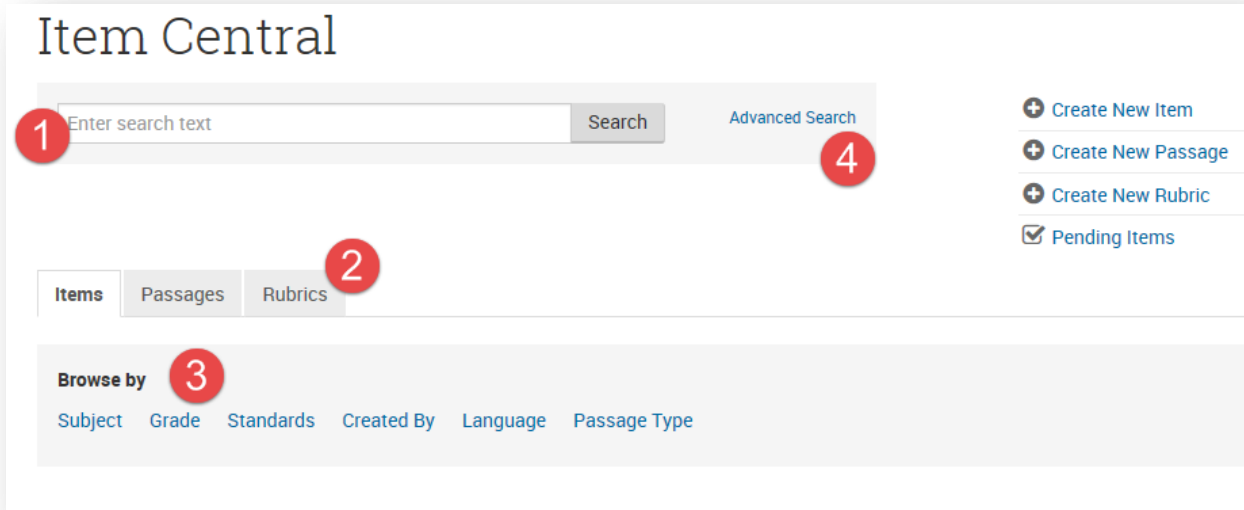 Item Central
1 Enter search text Search Advanced Search
4
Create New Item
Create New Passage
Create New Rubric
Pending Items
2
Items Passages Rubrics
Browse by 3
Subject Grade Standards Created By Language Passage Type